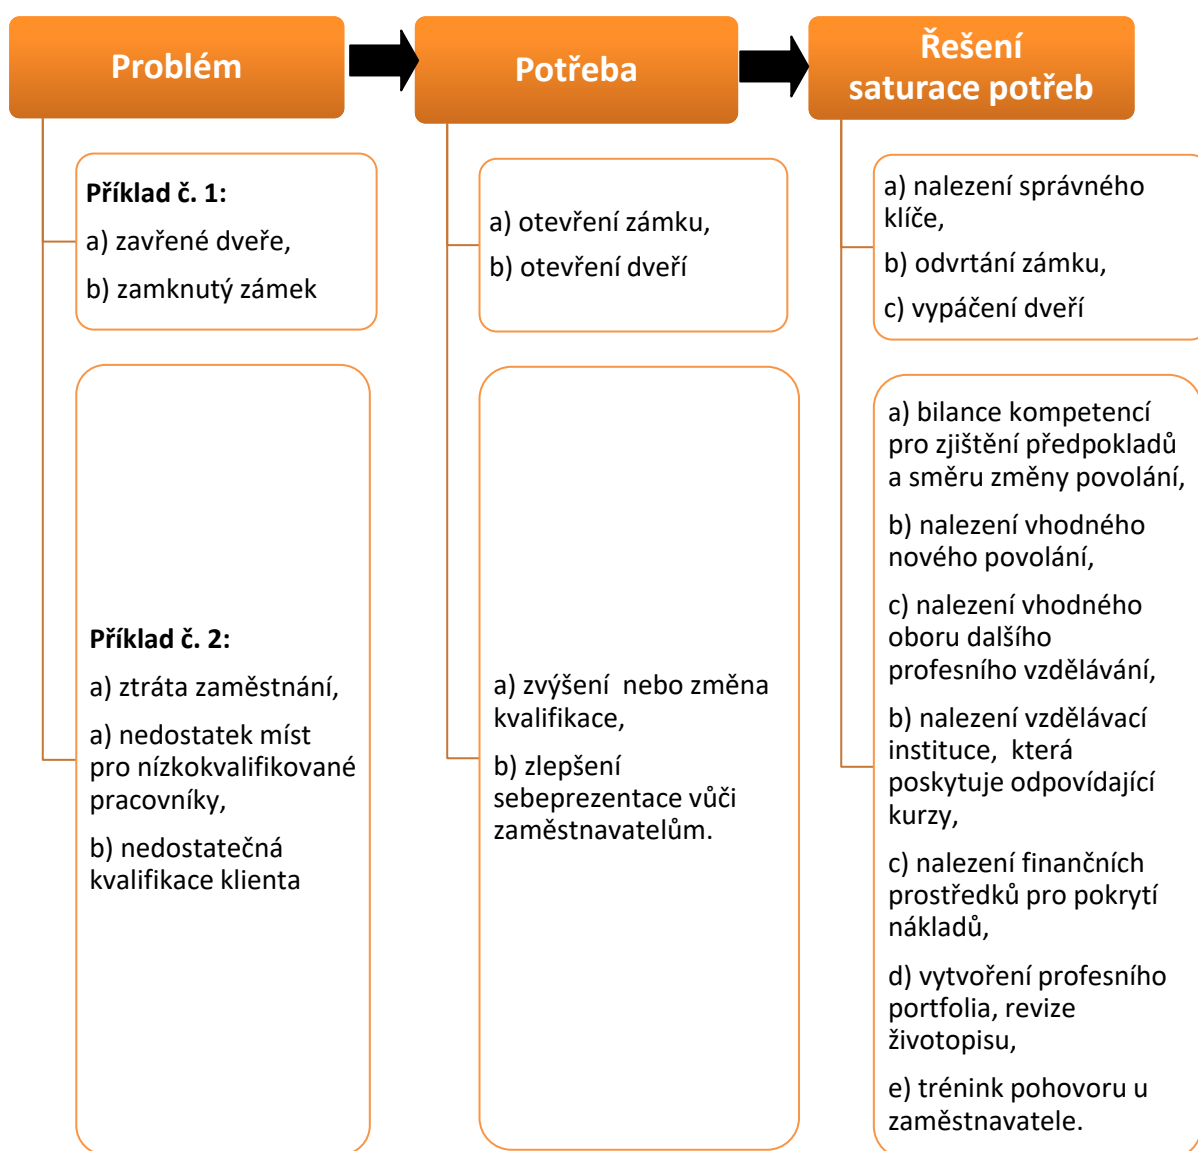 Problém
Potřeba
Řešení
saturace potřeb
Příklad č. 1:
a) zavřené dveře,
b) zamknutý zámek
a) otevření zámku,
b) otevření dveří
a) nalezení správného
klíče,
b) odvrtání zámku,
c) vypáčení dveří
Příklad č. 2:
a) ztráta zaměstnání,
a) nedostatek míst
pro nízkokvalifikované
pracovníky,
b) nedostatečná
kvalifikace klienta
a) zvýšení  nebo změna
kvalifikace,
b) zlepšení
sebeprezentace vůči
zaměstnavatelům.
a) bilance kompetencí
pro zjištění předpokladů
a směru změny povolání,
b) nalezení vhodného
nového povolání,
c) nalezení vhodného
oboru dalšího
profesního vzdělávání,
b) nalezení vzdělávací
instituce,  která
poskytuje odpovídající
kurzy,
c) nalezení finančních
prostředků pro pokrytí
nákladů,
d) vytvoření profesního
portfolia, revize
životopisu,
e) trénink pohovoru u
zaměstnavatele.